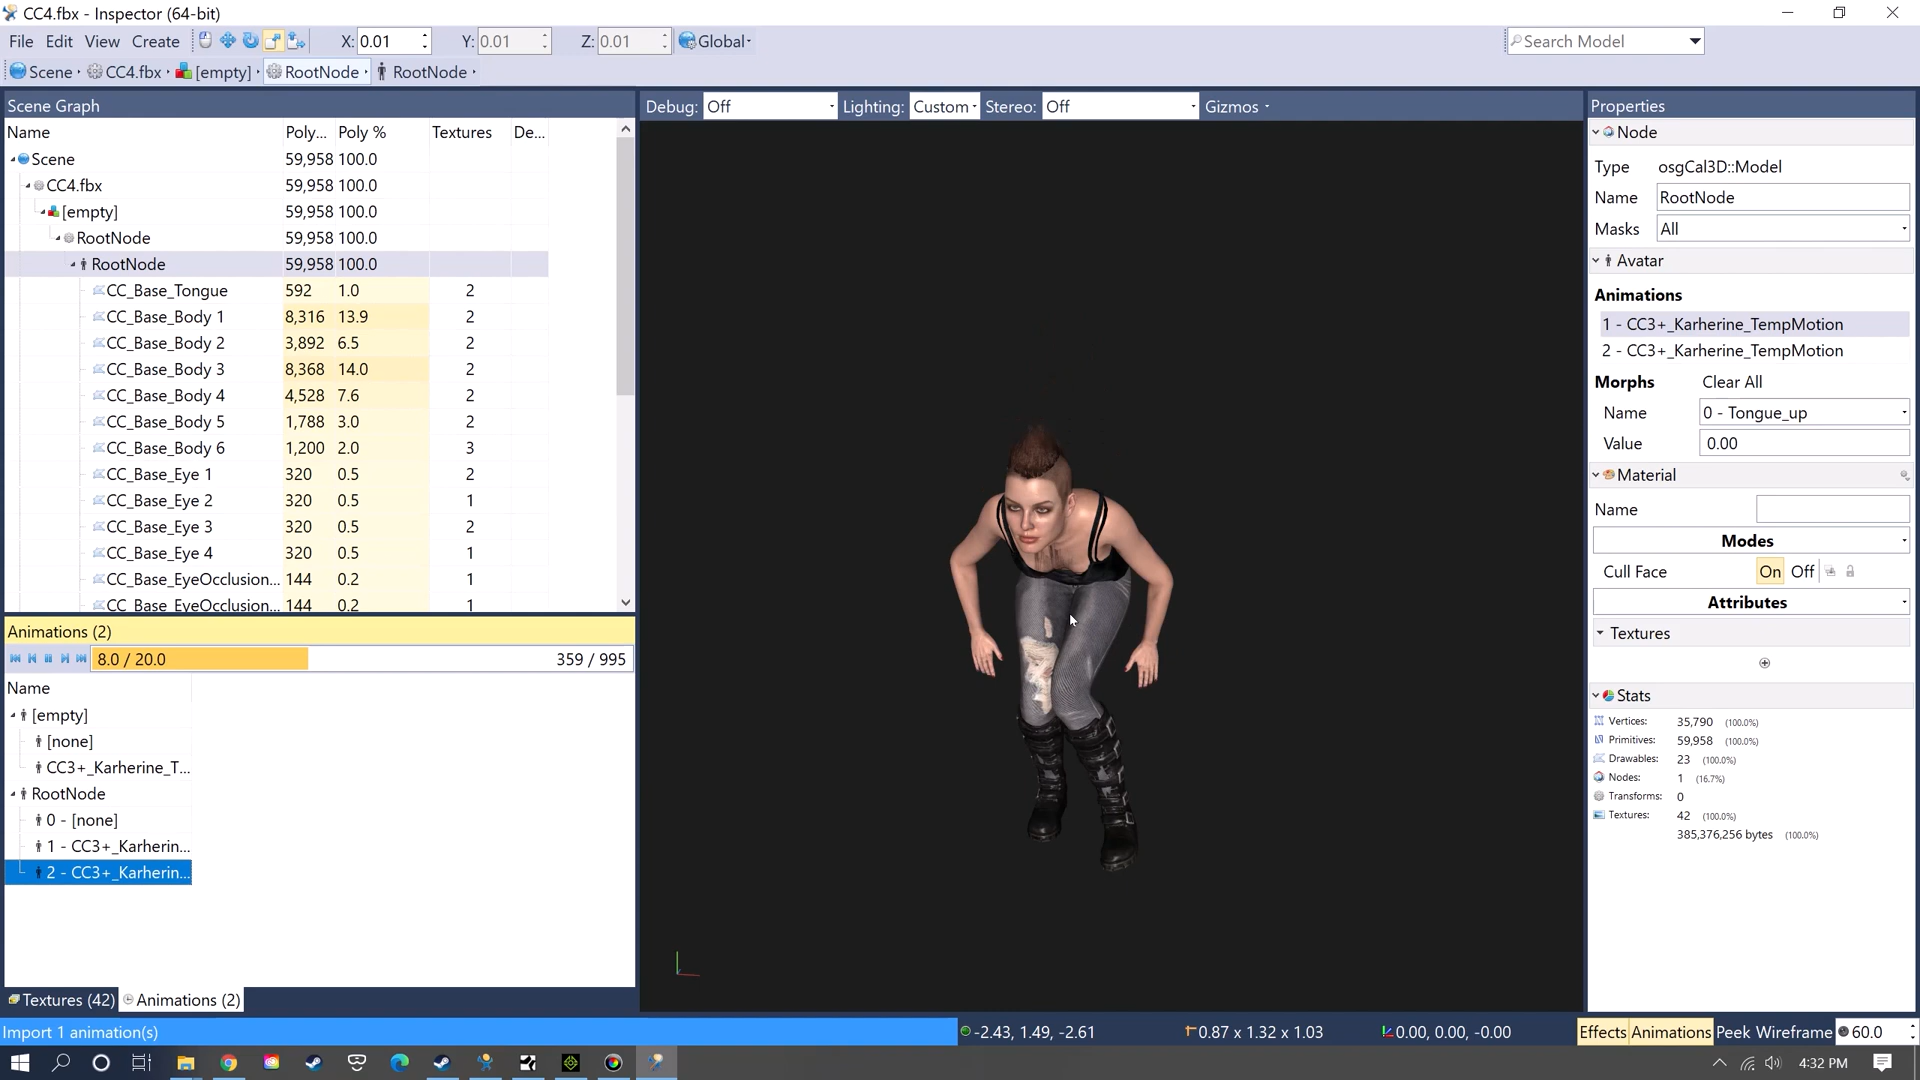 CC4.fbx - Inspector (64-bit)
File Edit View Create X: 0.01 Y: 0.01 Z: 0.01 Global Search Model
Scene CC4.fbx [empty] RootNode RootNode
Scene Graph
Name Poly... Poly % Textures De...
Scene 59,958 100.0
CC4.fbx 59,958 100.0
[empty] 59,958 100.0
RootNode 59,958 100.0
RootNode 59,958 100.0
CC_Base_Tongue 592 1.0 2
CC_Base_Body 1 8,316 13.9 2
CC_Base_Body 2 3,892 6.5 2
CC_Base_Body 3 8,368 14.0 2
CC_Base_Body 4 4,528 7.6 2
CC_Base_Body 5 1,788 3.0 2
CC_Base_Body 6 1,200 2.0 3
CC_Base_Eye 1 320 0.5 2
CC_Base_Eye 2 320 0.5 1
CC_Base_Eye 3 320 0.5 2
CC_Base_Eye 4 320 0.5 1
CC_Base_EyeOcclusion... 144 0.2 1
CC_Base_EyeOcclusion... 144 0.2 1
Animations (2)
8.0 / 20.0 359 / 995
Name
[empty]
[none]
CC3+_Karherine_T...
RootNode
0 - [none]
1 - CC3+_Karherin...
2 - CC3+_Karherin...
Textures (42) Animations (2)
Debug: Off Lighting: Custom Stereo: Off Gizmos
Properties
Node
Type osgCal3D::Model
Name RootNode
Masks All
Avatar
Animations
1 - CC3+_Karherine_TempMotion
2 - CC3+_Karherine_TempMotion
Morphs Clear All
Name 0 - Tongue_up
Value 0.00
Material
Name
Modes
Cull Face On Off
Attributes
Textures
Stats
Vertices: 35,790 (100.0%)
Primitives: 59,958 (100.0%)
Drawables: 23 (100.0%)
Nodes: 1 (16.7%)
Transforms: 0
Textures: 42 (100.0%)
385,376,256 bytes (100.0%)
Import 1 animation(s) -2.43, 1.49, -2.61 0.87 x 1.32 x 1.03 0.00, 0.00, -0.00 Effects Animations Peek Wireframe 60.0
4:32 PM